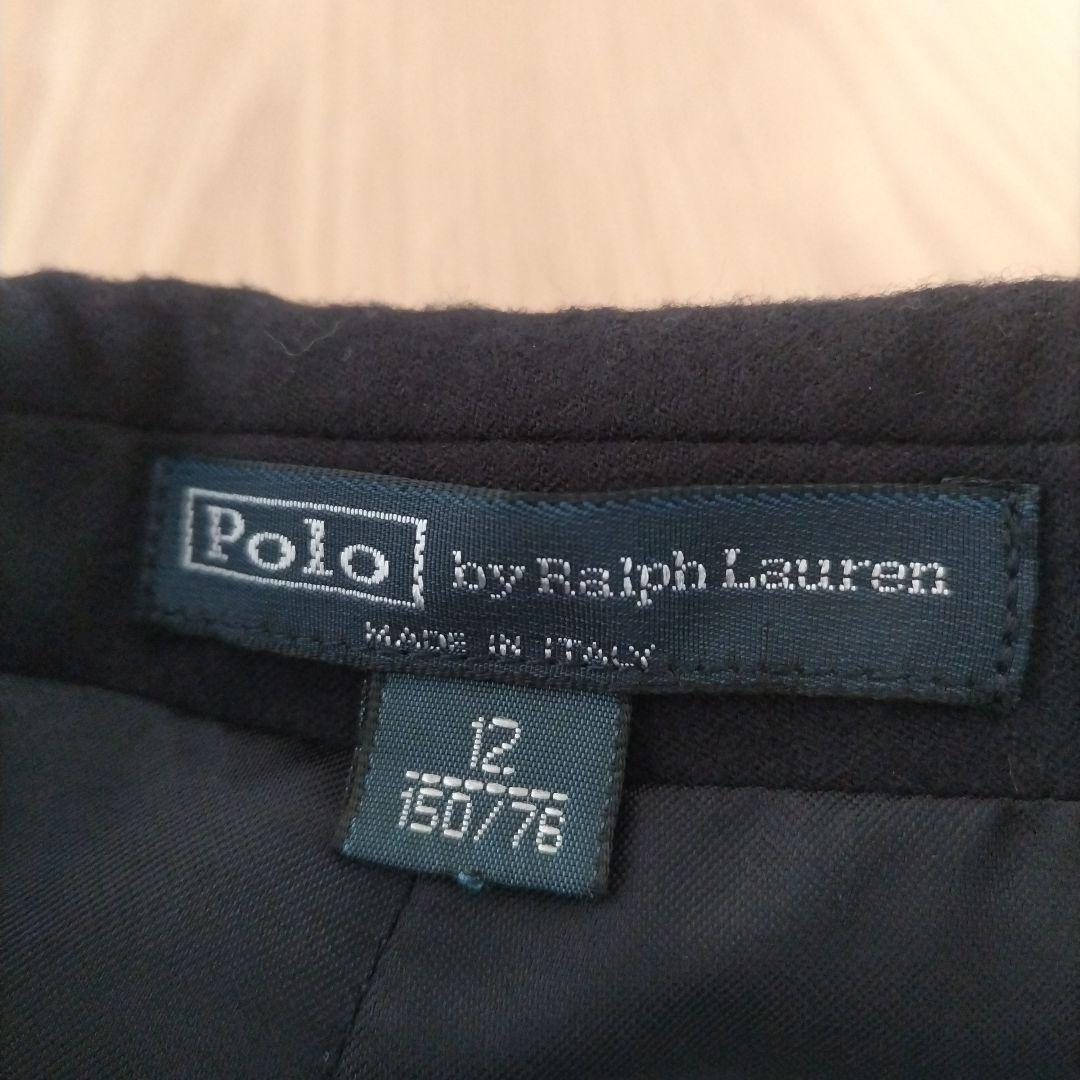 Polo by Ralph Lauren
MADE IN ITALY
12
150/76